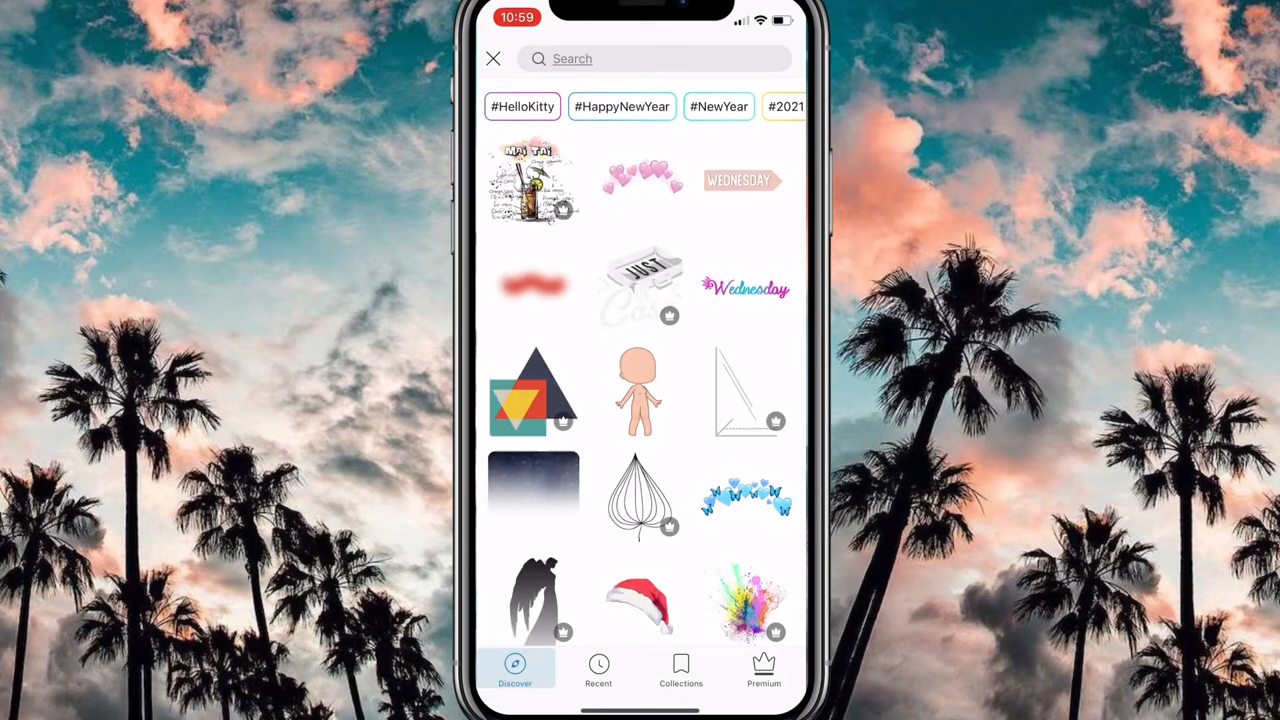 10:59
Search
#HelloKitty #HappyNewYear #NewYear #2021
MAI TAI
WEDNESDAY
JUST
Wednesday
Discover Recent Collections Premium